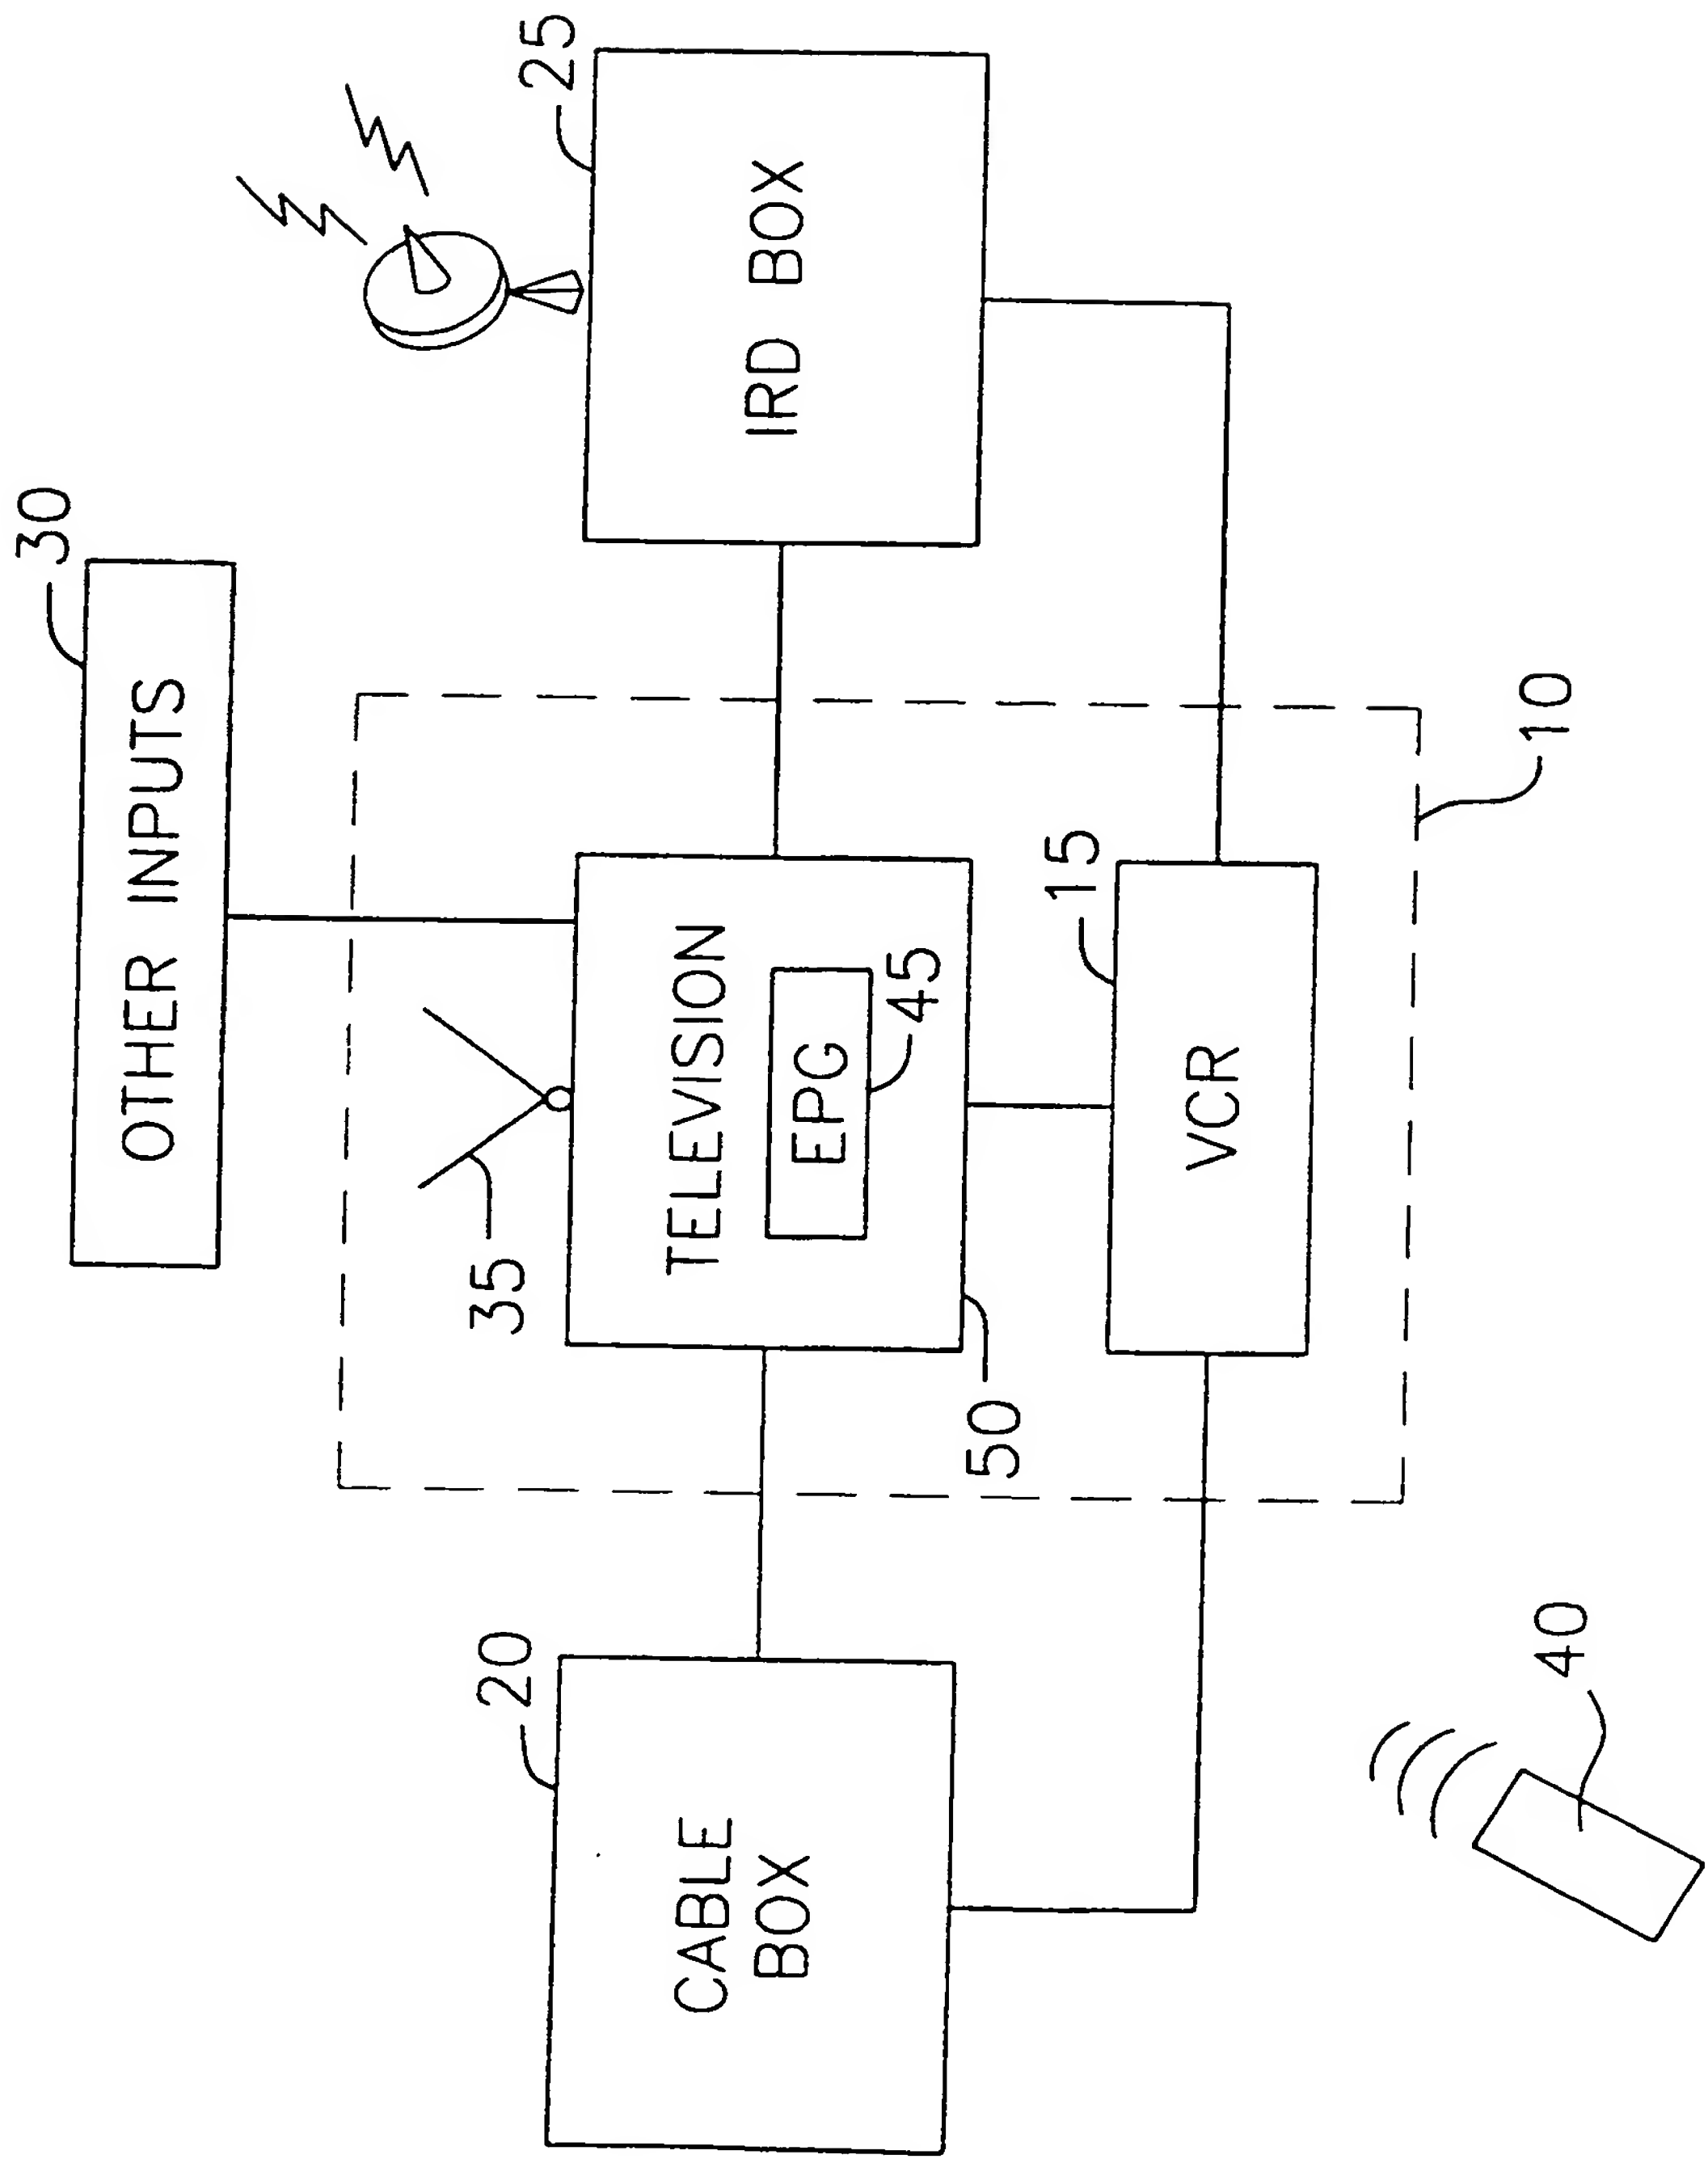 30
OTHER INPUTS
25
35
20
TELEVISION
IRD BOX
CABLE
BOX
EPG
45
50
15
VCR
10
40